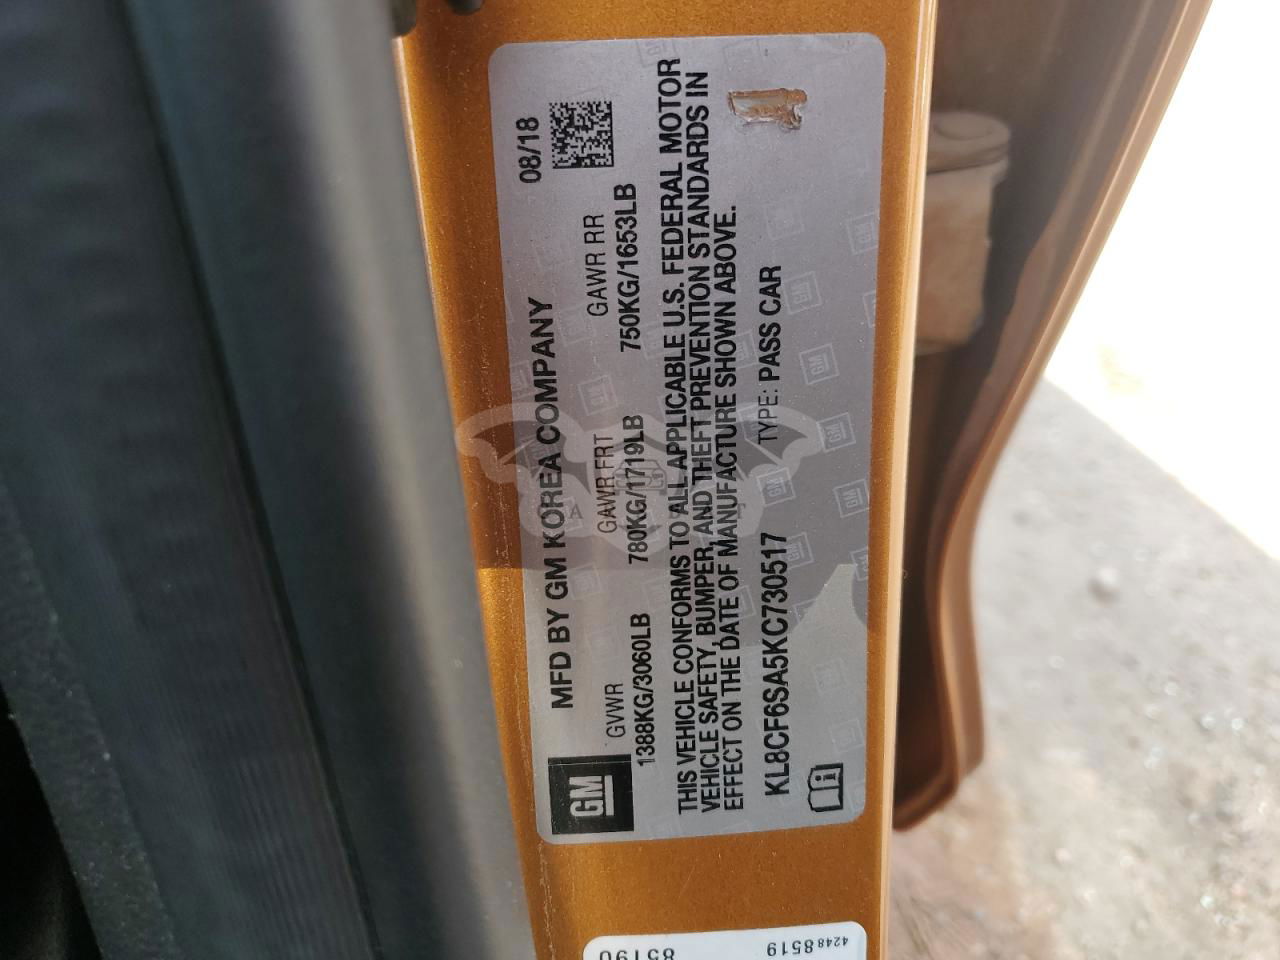 MFD BY GM KOREA COMPANY 08/18
GVWR GAWR FRT GAWR RR
1388KG/3060LB 780KG/1719LB 750KG/1653LB
THIS VEHICLE CONFORMS TO ALL APPLICABLE U.S. FEDERAL MOTOR
VEHICLE SAFETY, BUMPER, AND THEFT PREVENTION STANDARDS IN
EFFECT ON THE DATE OF MANUFACTURE SHOWN ABOVE.
KL8CF6SA5KC730517 TYPE: PASS CAR
GM
42488519
85190